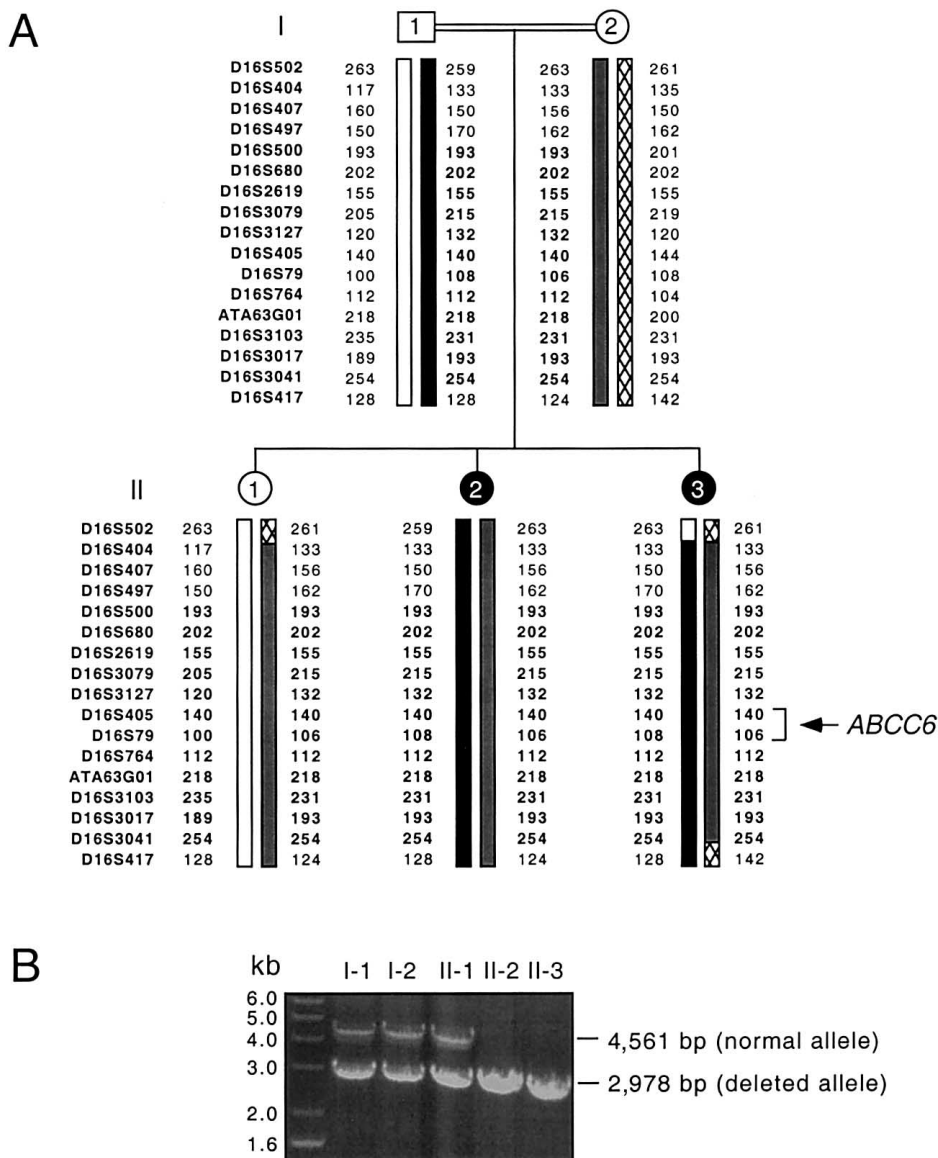 A
I 1 2
D16S502 263 259 263 261
D16S404 117 133 133 135
D16S407 160 150 156 150
D16S497 150 170 162 162
D16S500 193 193 193 201
D16S680 202 202 202 202
D16S2619 155 155 155 155
D16S3079 205 215 215 219
D16S3127 120 132 132 120
D16S405 140 140 140 144
D16S79 100 108 106 108
D16S764 112 112 112 104
ATA63G01 218 218 218 200
D16S3103 235 231 231 231
D16S3017 189 193 193 193
D16S3041 254 254 254 254
D16S417 128 128 124 142
II 1 2 3
D16S502 263 261 259 263 263 261
D16S404 117 133 133 133 133 133
D16S407 160 156 150 156 150 156
D16S497 150 162 170 162 170 162
D16S500 193 193 193 193 193 193
D16S680 202 202 202 202 202 202
D16S2619 155 155 155 155 155 155
D16S3079 205 215 215 215 215 215
D16S3127 120 132 132 132 132 132
D16S405 140 140 140 140 140 140
D16S79 100 106 108 106 108 106
ABCC6
D16S764 112 112 112 112 112 112
ATA63G01 218 218 218 218 218 218
D16S3103 235 231 231 231 231 231
D16S3017 189 193 193 193 193 193
D16S3041 254 254 254 254 254 254
D16S417 128 124 128 124 128 142
B
kb I-1 I-2 II-1 II-2 II-3
6.0
5.0
4.0 4,561 bp (normal allele)
3.0
2,978 bp (deleted allele)
2.0
1.6